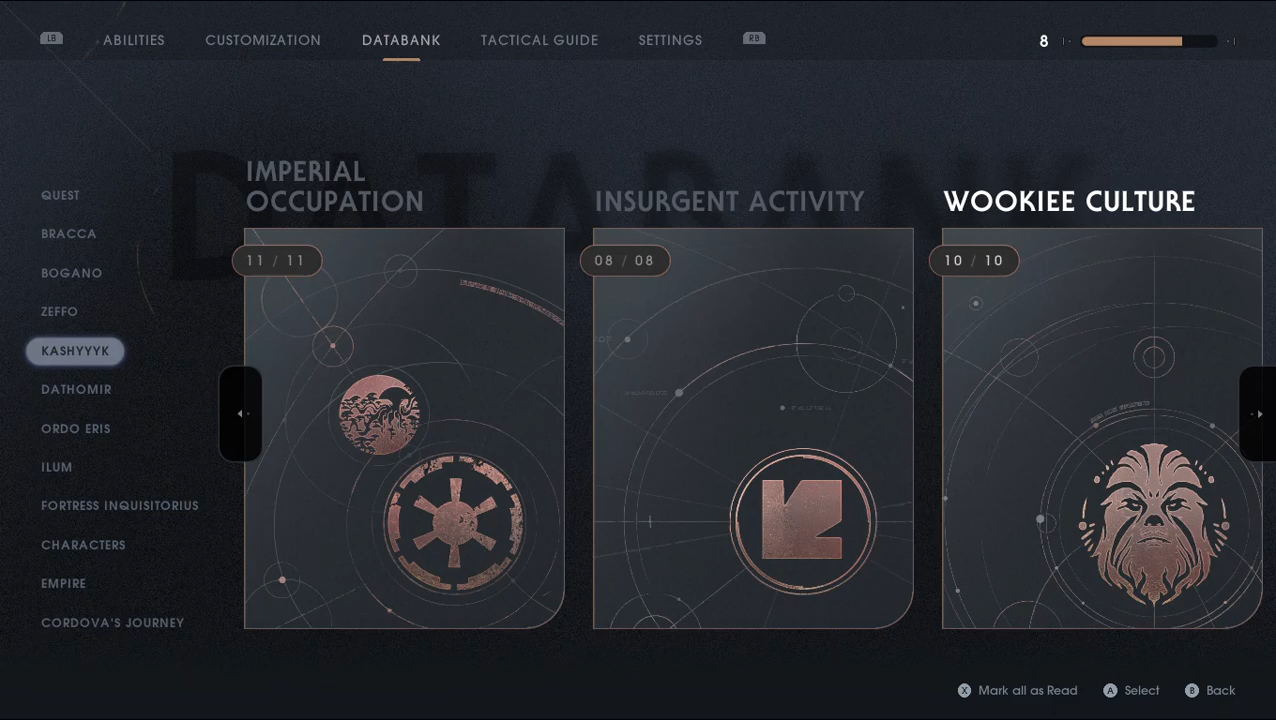 LB
ABILITIES
CUSTOMIZATION
DATABANK
TACTICAL GUIDE
SETTINGS
RB
8
DATABANK
QUEST
BRACCA
BOGANO
ZEFFO
KASHYYYK
DATHOMIR
ORDO ERIS
ILUM
FORTRESS INQUISITORIUS
CHARACTERS
EMPIRE
CORDOVA'S JOURNEY
IMPERIAL
OCCUPATION
11 / 11
INSURGENT ACTIVITY
08 / 08
WOOKIEE CULTURE
10 / 10
X Mark all as Read
A Select
B Back